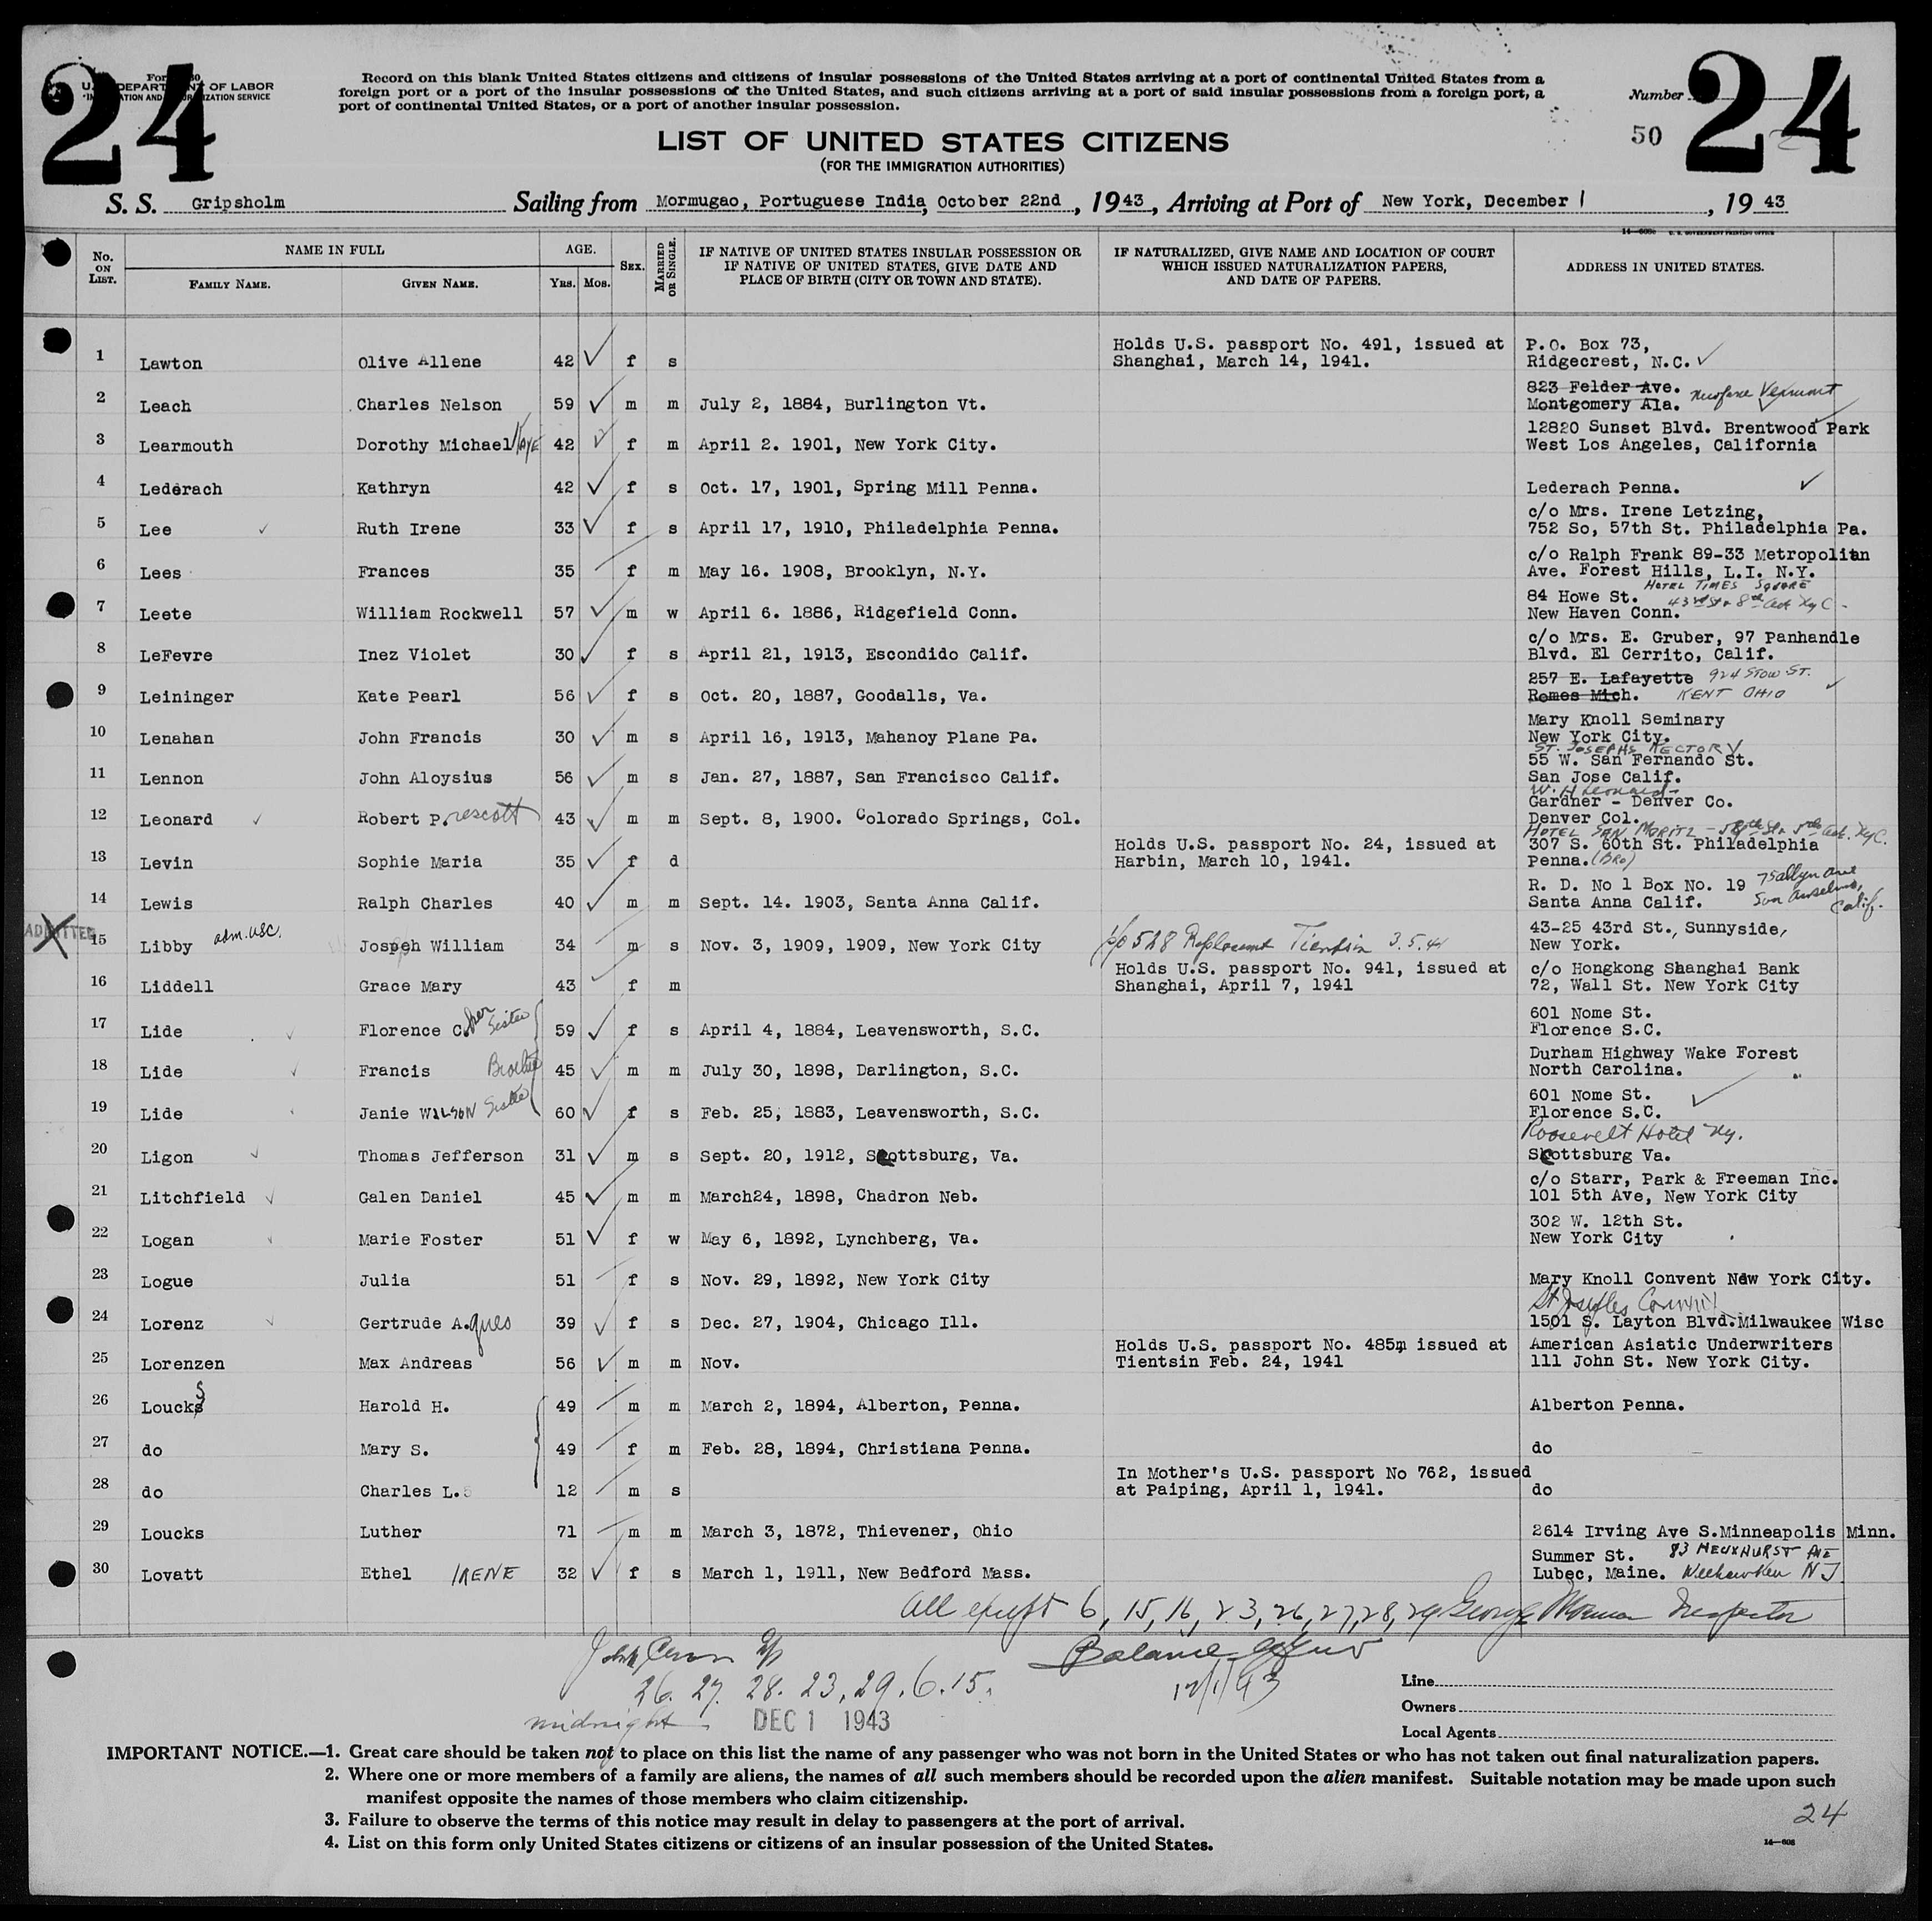 24
24
Form 630
U.S. DEPARTMENT OF LABOR
IMMIGRATION AND NATURALIZATION SERVICE
Record on this blank United States citizens and citizens of insular possessions of the United States arriving at a port of continental United States from a
foreign port or a port of the insular possessions of the United States, and such citizens arriving at a port of said insular possessions from a foreign port, a
port of continental United States, or a port of another insular possession.
Number
50
LIST OF UNITED STATES CITIZENS
(FOR THE IMMIGRATION AUTHORITIES)
S. S. Gripsholm Sailing from Mormugao, Portuguese India, October 22nd, 1943, Arriving at Port of New York, December 1, 1943
No. ON LIST. NAME IN FULL FAMILY NAME. GIVEN NAME. AGE. YRS. MOS. SEX. MARRIED OR SINGLE. IF NATIVE OF UNITED STATES INSULAR POSSESSION OR IF NATIVE OF UNITED STATES, GIVE DATE AND PLACE OF BIRTH (CITY OR TOWN AND STATE). IF NATURALIZED, GIVE NAME AND LOCATION OF COURT WHICH ISSUED NATURALIZATION PAPERS, AND DATE OF PAPERS. ADDRESS IN UNITED STATES.
1 Lawton Olive Allene 42 f s Holds U.S. passport No. 491, issued at Shanghai, March 14, 1941. P.O. Box 73, Ridgecrest, N.C.
2 Leach Charles Nelson 59 m m July 2, 1884, Burlington Vt. 823 Felder Ave. Montgomery Ala. Vermont
3 Learmouth Dorothy Michael KAYE 42 f m April 2. 1901, New York City. 12820 Sunset Blvd. Brentwood Park West Los Angeles, California
4 Lederach Kathryn 42 f s Oct. 17, 1901, Spring Mill Penna. Lederach Penna.
5 Lee Ruth Irene 33 f s April 17, 1910, Philadelphia Penna. c/o Mrs. Irene Letzing, 752 So, 57th St. Philadelphia Pa.
6 Lees Frances 35 f m May 16. 1908, Brooklyn, N.Y. c/o Ralph Frank 89-33 Metropolitan Ave. Forest Hills, L.I. N.Y.
7 Leete William Rockwell 57 m w April 6. 1886, Ridgefield Conn. HOTEL TIMES SQUARE 84 Howe St. New Haven Conn.
8 LeFevre Inez Violet 30 f s April 21, 1913, Escondido Calif. c/o Mrs. E. Gruber, 97 Panhandle Blvd. El Cerrito, Calif.
9 Leininger Kate Pearl 56 f s Oct. 20, 1887, Goodalls, Va. 257 E. Lafayette Romes Mich. 924 STOW ST. KENT OHIO
10 Lenahan John Francis 30 m s April 16, 1913, Mahanoy Plane Pa. Mary Knoll Seminary New York City.
11 Lennon John Aloysius 56 m s Jan. 27, 1887, San Francisco Calif. ST. JOSEPHS RECTORY 55 W. San Fernando St. San Jose Calif.
12 Leonard Robert P.rescott 43 m m Sept. 8, 1900. Colorado Springs, Col. W. H Leonard Gardner - Denver Co. Denver Col.
13 Levin Sophie Maria 35 f d Holds U.S. passport No. 24, issued at Harbin, March 10, 1941. HOTEL SAN MORITZ 307 S. 60th St. Philadelphia Penna. (BRO)
14 Lewis Ralph Charles 40 m m Sept. 14. 1903, Santa Anna Calif. R. D. No 1 Box No. 19 Santa Anna Calif. San Anselmo, Calif.
ADMITTED
15 Libby adm. USC. Jospeh William 34 m s Nov. 3, 1909, 1909, New York City 528 Tientsin 3.5.41 43-25 43rd St., Sunnyside, New York.
16 Liddell Grace Mary 43 f m Holds U.S. passport No. 941, issued at Shanghai, April 7, 1941 c/o Hongkong Shanghai Bank 72, Wall St. New York City
17 Lide Florence C. Sister 59 f s April 4, 1884, Leavensworth, S.C. 601 Nome St. Florence S.C.
18 Lide Francis Brother 45 m m July 30, 1898, Darlington, S.C. Durham Highway Wake Forest North Carolina.
19 Lide Janie WILSON Sister 60 f s Feb. 25, 1883, Leavensworth, S.C. 601 Nome St. Florence S.C.
20 Ligon Thomas Jefferson 31 m s Sept. 20, 1912, Scottsburg, Va. Roosevelt Hotel Ny. Scottsburg Va.
21 Litchfield Galen Daniel 45 m m March24, 1898, Chadron Neb. c/o Starr, Park & Freeman Inc. 101 5th Ave, New York City
22 Logan Marie Foster 51 f w May 6, 1892, Lynchberg, Va. 302 W. 12th St. New York City
23 Logue Julia 51 f s Nov. 29, 1892, New York City Mary Knoll Convent New York City.
24 Lorenz Gertrude A.gnes 39 f s Dec. 27, 1904, Chicago Ill. St Josephs Convent 1501 S. Layton Blvd.Milwaukee Wisc
25 Lorenzen Max Andreas 56 m m Nov. Holds U.S. passport No. 485m issued at Tientsin Feb. 24, 1941 American Asiatic Underwriters 111 John St. New York City.
26 Loucks Harold H. 49 m m March 2, 1894, Alberton, Penna. Alberton Penna.
27 do Mary S. 49 f m Feb. 28, 1894, Christiana Penna. do
28 do Charles L. 12 m s In Mother's U.S. passport No 762, issued at Paiping, April 1, 1941. do
29 Loucks Luther 71 m m March 3, 1872, Thievener, Ohio 2614 Irving Ave S.Minneapolis Minn.
30 Lovatt Ethel IRENE 32 f s March 1, 1911, New Bedford Mass. Summer St. Lubec, Maine. Weehawken NJ
All except 6, 15, 16, 23, 26, 27, 28, 29 George Inspector
26. 27. 28. 23, 29. 6. 15.
Balance
12/1/43
midnight DEC 1 1943
Line
Owners
Local Agents
IMPORTANT NOTICE.—1. Great care should be taken not to place on this list the name of any passenger who was not born in the United States or who has not taken out final naturalization papers.
2. Where one or more members of a family are aliens, the names of all such members should be recorded upon the alien manifest. Suitable notation may be made upon such
manifest opposite the names of those members who claim citizenship.
3. Failure to observe the terms of this notice may result in delay to passengers at the port of arrival.
4. List on this form only United States citizens or citizens of an insular possession of the United States.
24